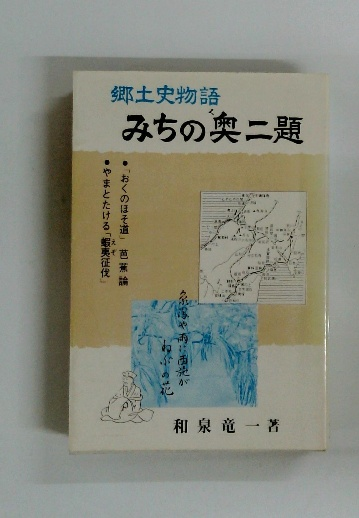 郷土史物語
みちの奥二題
●「おくのほそ道」芭蕉論
●やまとたける「蝦夷征伐」
えぞ
象潟や雨に西施が
ねぶの花
和泉竜一著